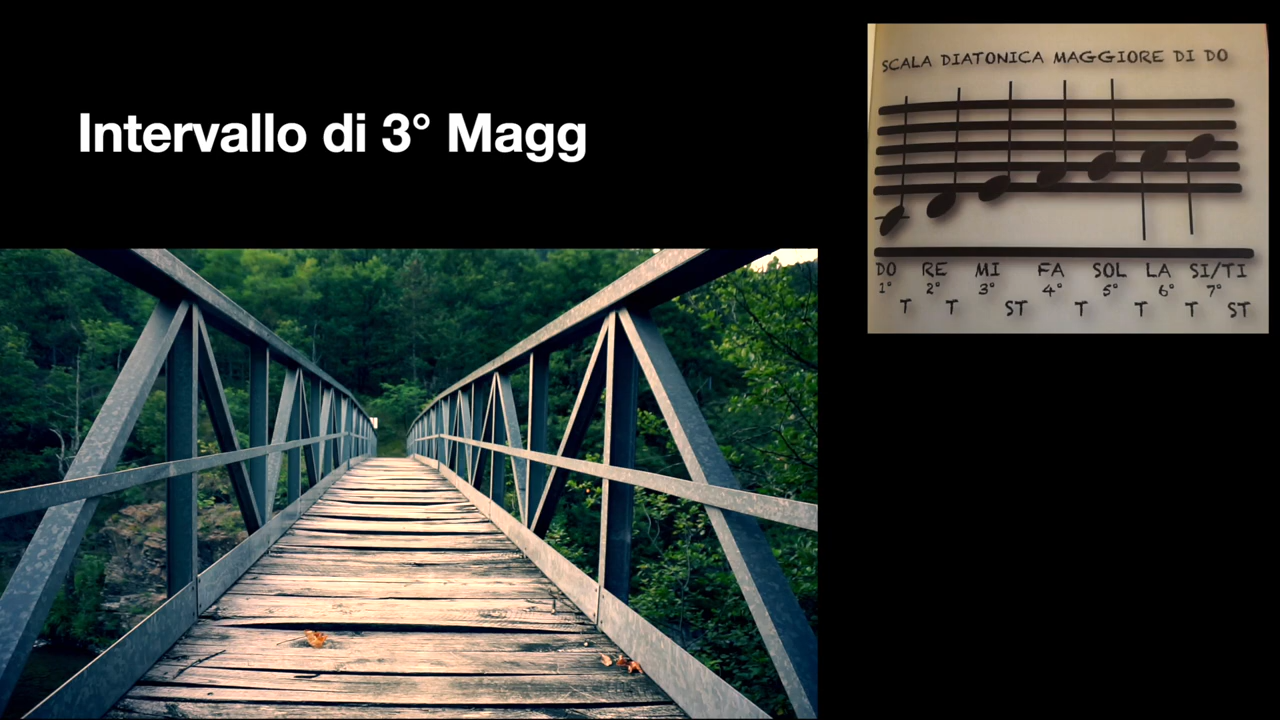 Intervallo di 3° Magg
SCALA DIATONICA MAGGIORE DI DO
DO RE MI FA SOL LA SI/TI
1° 2° 3° 4° 5° 6° 7°
T T ST T T T ST